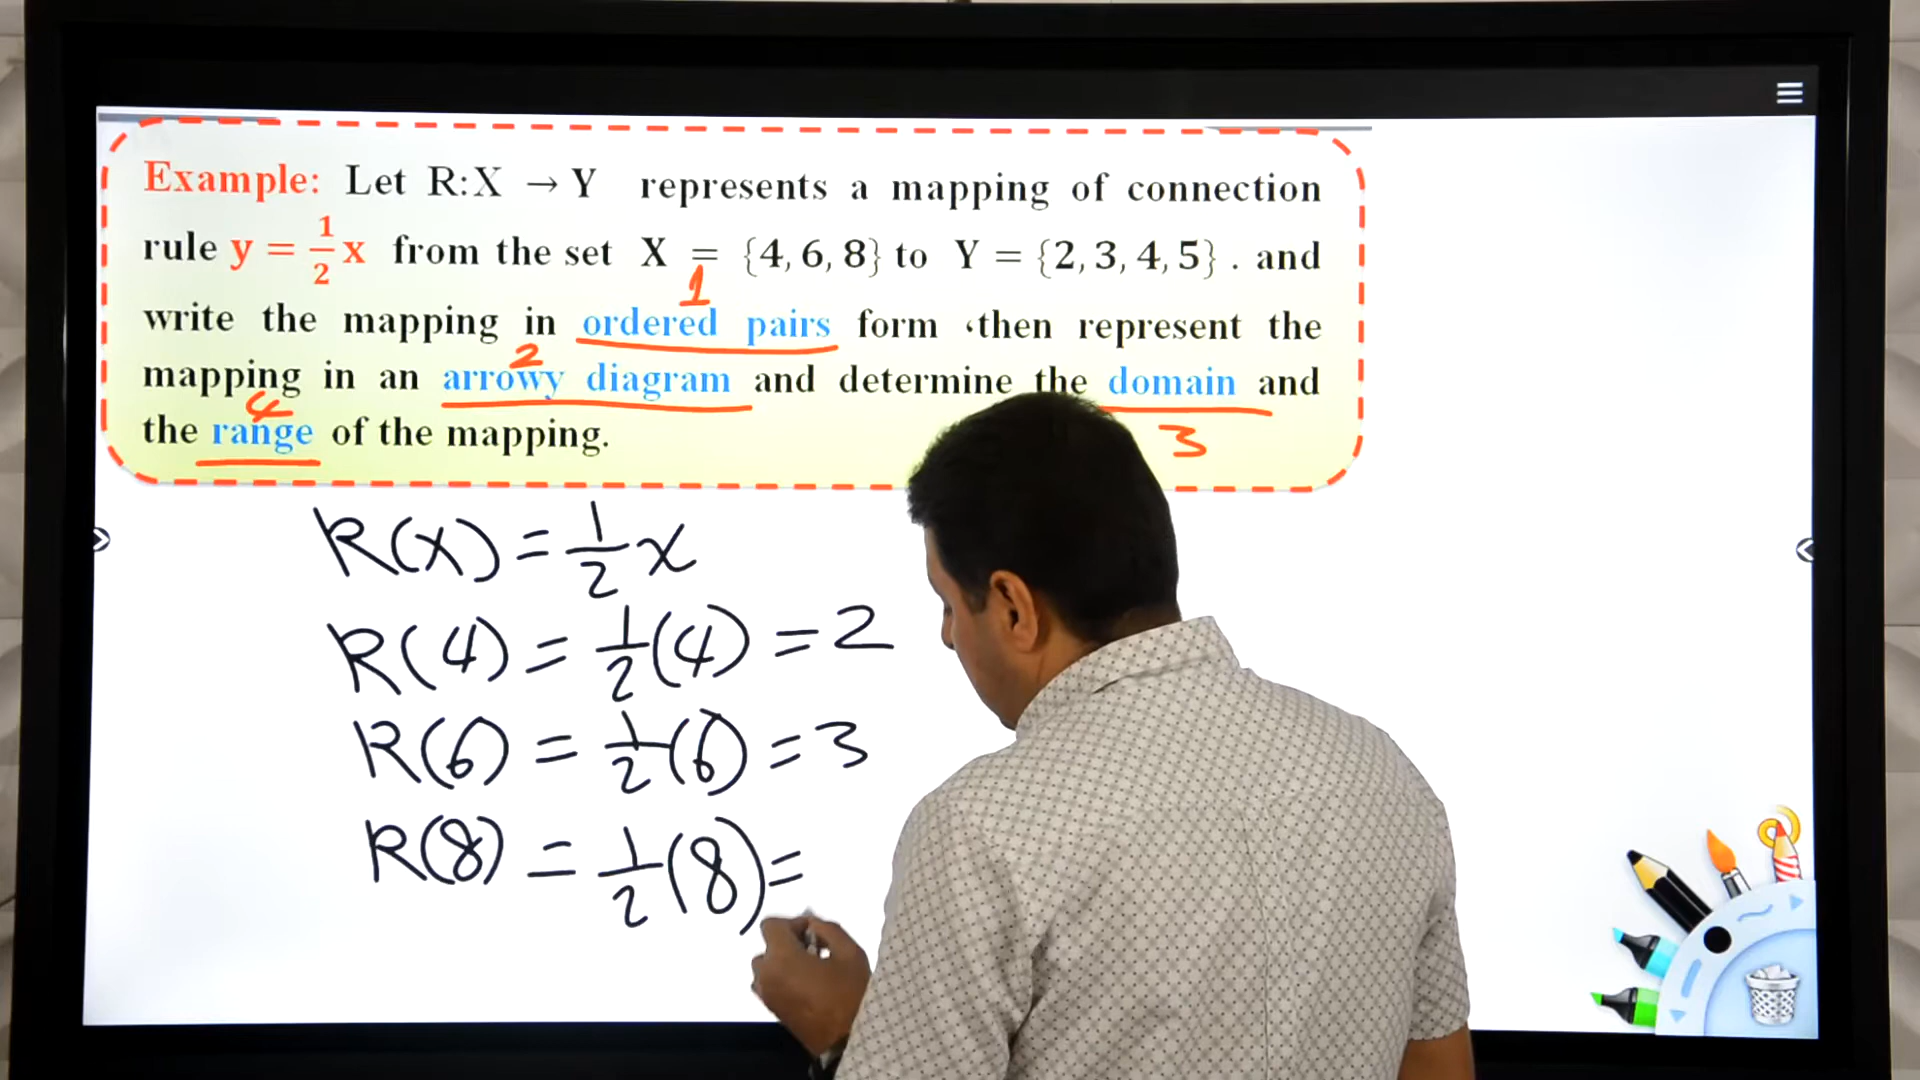 Example: Let R:X → Y represents a mapping of connection
rule y = 1/2 x from the set X = {4, 6, 8} to Y = {2, 3, 4, 5} . and
1
write the mapping in ordered pairs form ،then represent the
2
mapping in an arrowy diagram and determine the domain and
4
the range of the mapping.
3
R(x) = 1/2 x
R(4) = 1/2 (4) = 2
R(6) = 1/2 (6) = 3
R(8) = 1/2 (8) =